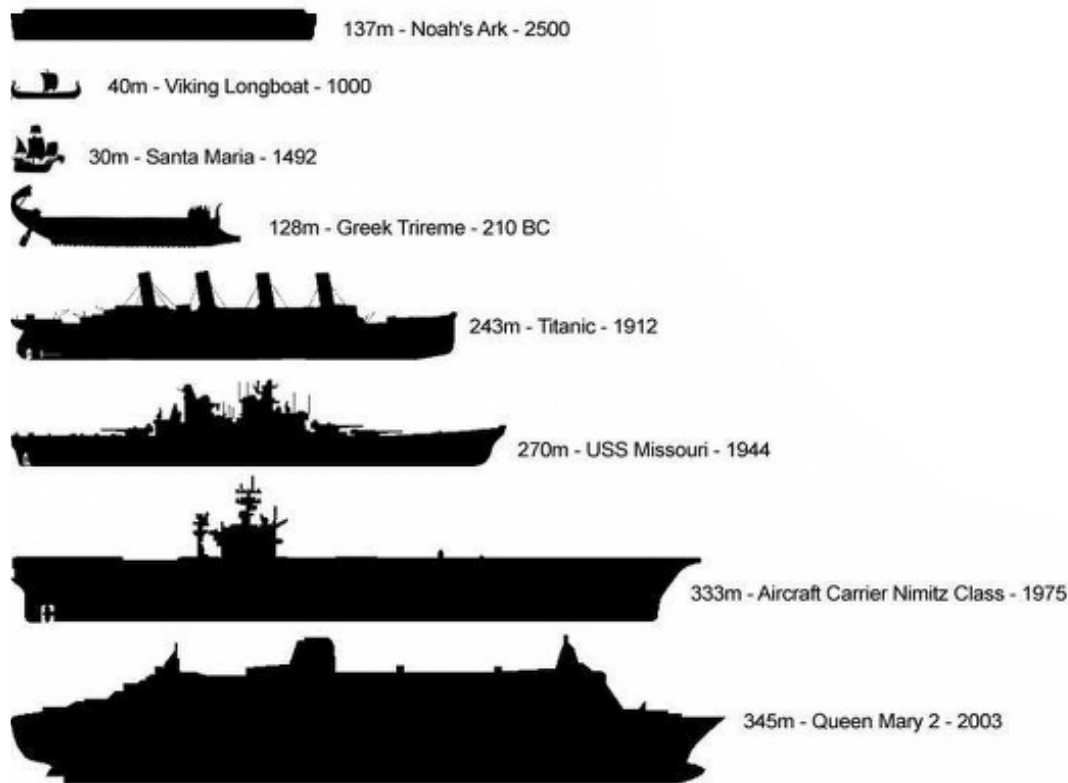 137m - Noah's Ark - 2500
40m - Viking Longboat - 1000
30m - Santa Maria - 1492
128m - Greek Trireme - 210 BC
243m - Titanic - 1912
270m - USS Missouri - 1944
333m - Aircraft Carrier Nimitz Class - 1975
345m - Queen Mary 2 - 2003